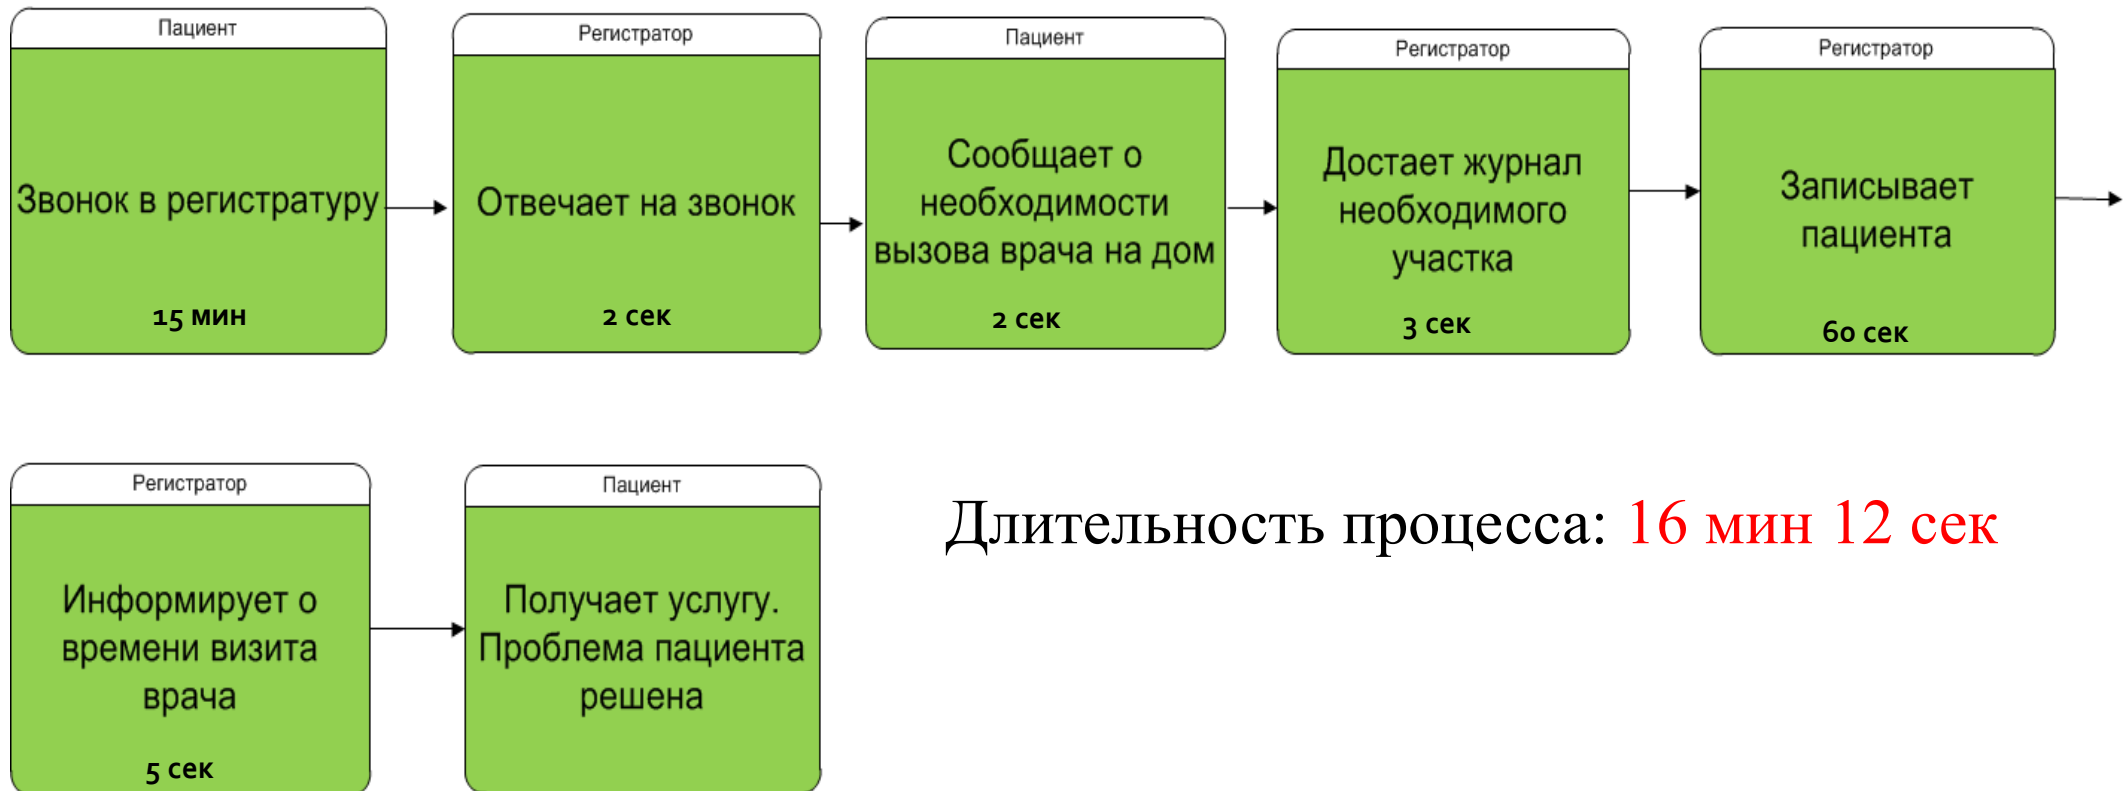 Пациент
Звонок в регистратуру
15 мин
Регистратор
Отвечает на звонок
2 сек
Пациент
Сообщает о
необходимости
вызова врача на дом
2 сек
Регистратор
Достает журнал
необходимого
участка
3 сек
Регистратор
Записывает
пациента
60 сек
Регистратор
Информирует о
времени визита
врача
5 сек
Пациент
Получает услугу.
Проблема пациента
решена
Длительность процесса: 16 мин 12 сек